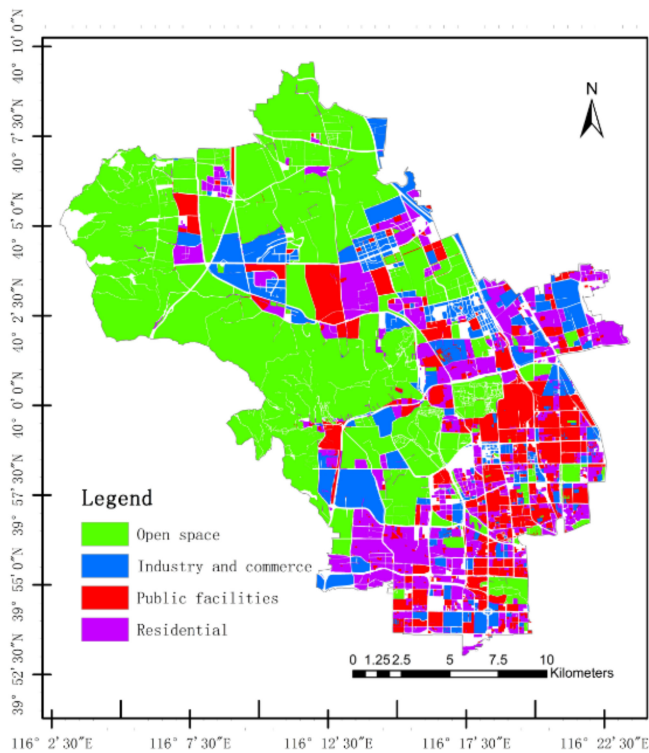 40° 10′ 0″N
N
40° 7′ 30″N
40° 5′ 0″N
40° 2′ 30″N
40° 0′ 0″N
39° 57′ 30″N
39° 55′ 0″N
39° 52′ 30″N
Legend
Open space
Industry and commerce
Public facilities
Residential
0 1.25 2.5 5 7.5 10
Kilometers
116° 2′ 30″E 116° 7′ 30″E 116° 12′ 30″E 116° 17′ 30″E 116° 22′ 30″E